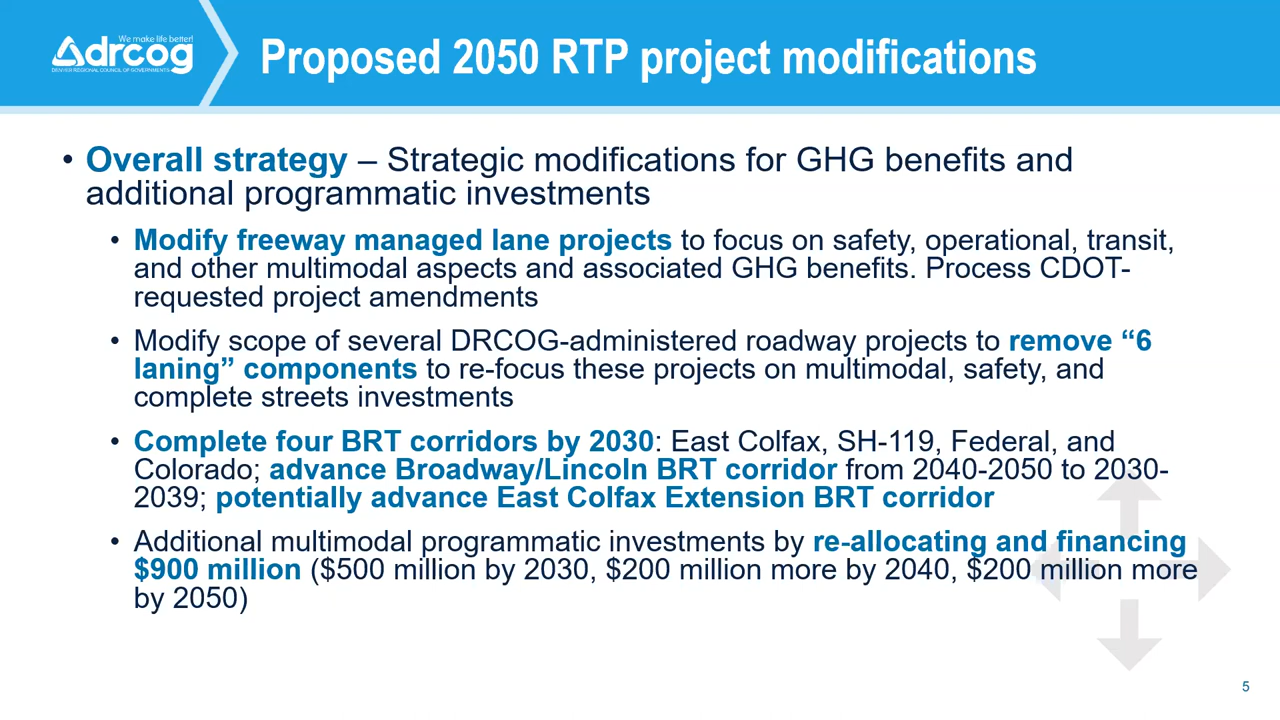 We make life better!
drcog
DENVER REGIONAL COUNCIL OF GOVERNMENTS
Proposed 2050 RTP project modifications
• Overall strategy – Strategic modifications for GHG benefits and
additional programmatic investments
• Modify freeway managed lane projects to focus on safety, operational, transit,
and other multimodal aspects and associated GHG benefits. Process CDOT-
requested project amendments
• Modify scope of several DRCOG-administered roadway projects to remove “6
laning” components to re-focus these projects on multimodal, safety, and
complete streets investments
• Complete four BRT corridors by 2030: East Colfax, SH-119, Federal, and
Colorado; advance Broadway/Lincoln BRT corridor from 2040-2050 to 2030-
2039; potentially advance East Colfax Extension BRT corridor
• Additional multimodal programmatic investments by re-allocating and financing
$900 million ($500 million by 2030, $200 million more by 2040, $200 million more
by 2050)
5